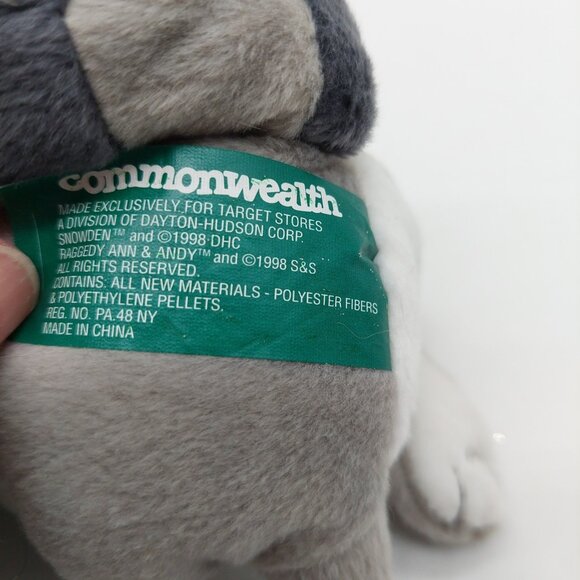 commonwealth
MADE EXCLUSIVELY FOR TARGET STORES
A DIVISION OF DAYTON-HUDSON CORP.
SNOWDEN™ and ©1998 DHC
RAGGEDY ANN & ANDY™ and ©1998 S&S
ALL RIGHTS RESERVED.
CONTAINS: ALL NEW MATERIALS - POLYESTER FIBERS
& POLYETHYLENE PELLETS.
REG. NO. PA.48 NY
MADE IN CHINA